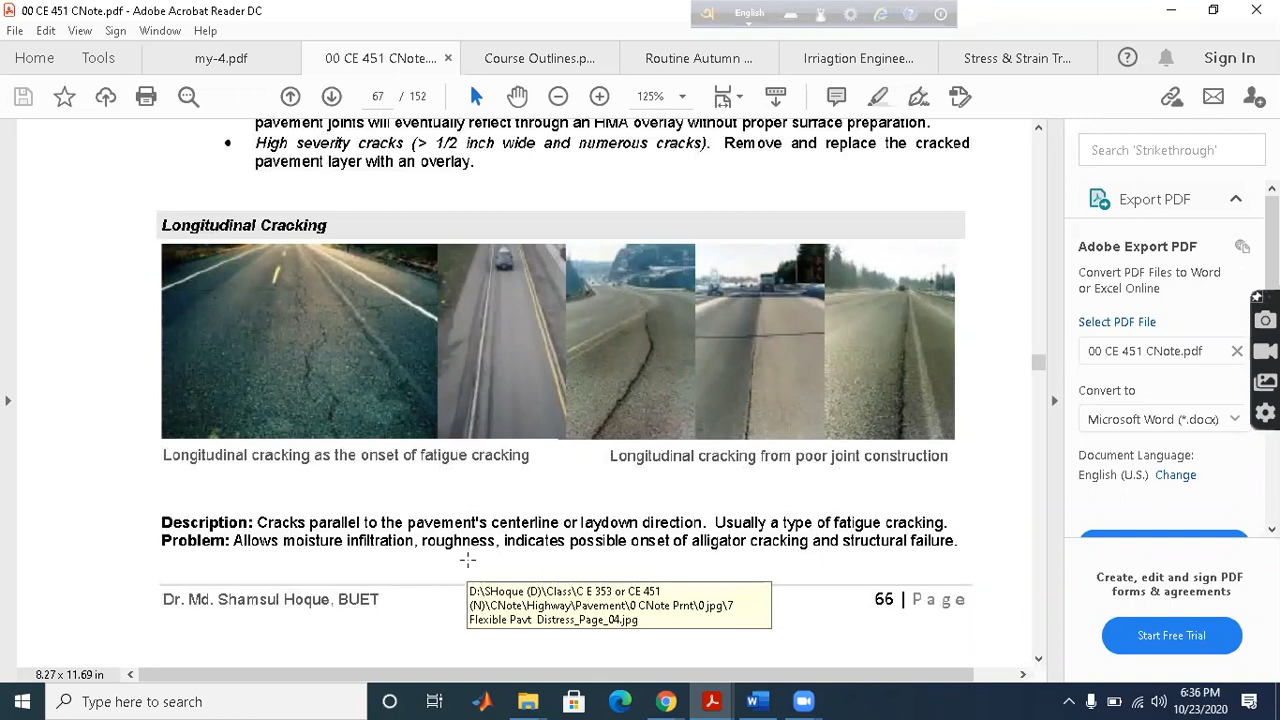 00 CE 451 CNote.pdf - Adobe Acrobat Reader DC
English
File Edit View Sign Window Help
Home Tools my-4.pdf 00 CE 451 CNote.... × Course Outlines.p... Routine Autumn ... Irriagtion Enginee... Stress & Strain Tr... Sign In
67 / 152 125%
pavement joints will eventually reflect through an HMA overlay without proper surface preparation.
• High severity cracks (> 1/2 inch wide and numerous cracks). Remove and replace the cracked
pavement layer with an overlay.
Longitudinal Cracking
Longitudinal cracking as the onset of fatigue cracking
Longitudinal cracking from poor joint construction
Description: Cracks parallel to the pavement's centerline or laydown direction. Usually a type of fatigue cracking.
Problem: Allows moisture infiltration, roughness, indicates possible onset of alligator cracking and structural failure.
D:\SHoque (D)\Class\C E 353 or CE 451
(N)\CNote\Highway\Pavement\0 CNote Prnt\0 jpg\7
Flexible Pavt Distress_Page_04.jpg
Dr. Md. Shamsul Hoque, BUET
66 | Page
8.27 x 11.69 in
Search 'Strikethrough'
Export PDF
Adobe Export PDF
Convert PDF Files to Word
or Excel Online
Select PDF File
00 CE 451 CNote.pdf
Convert to
Microsoft Word (*.docx)
Document Language:
English (U.S.) Change
Create, edit and sign PDF
forms & agreements
Start Free Trial
Type here to search
6:36 PM
10/23/2020